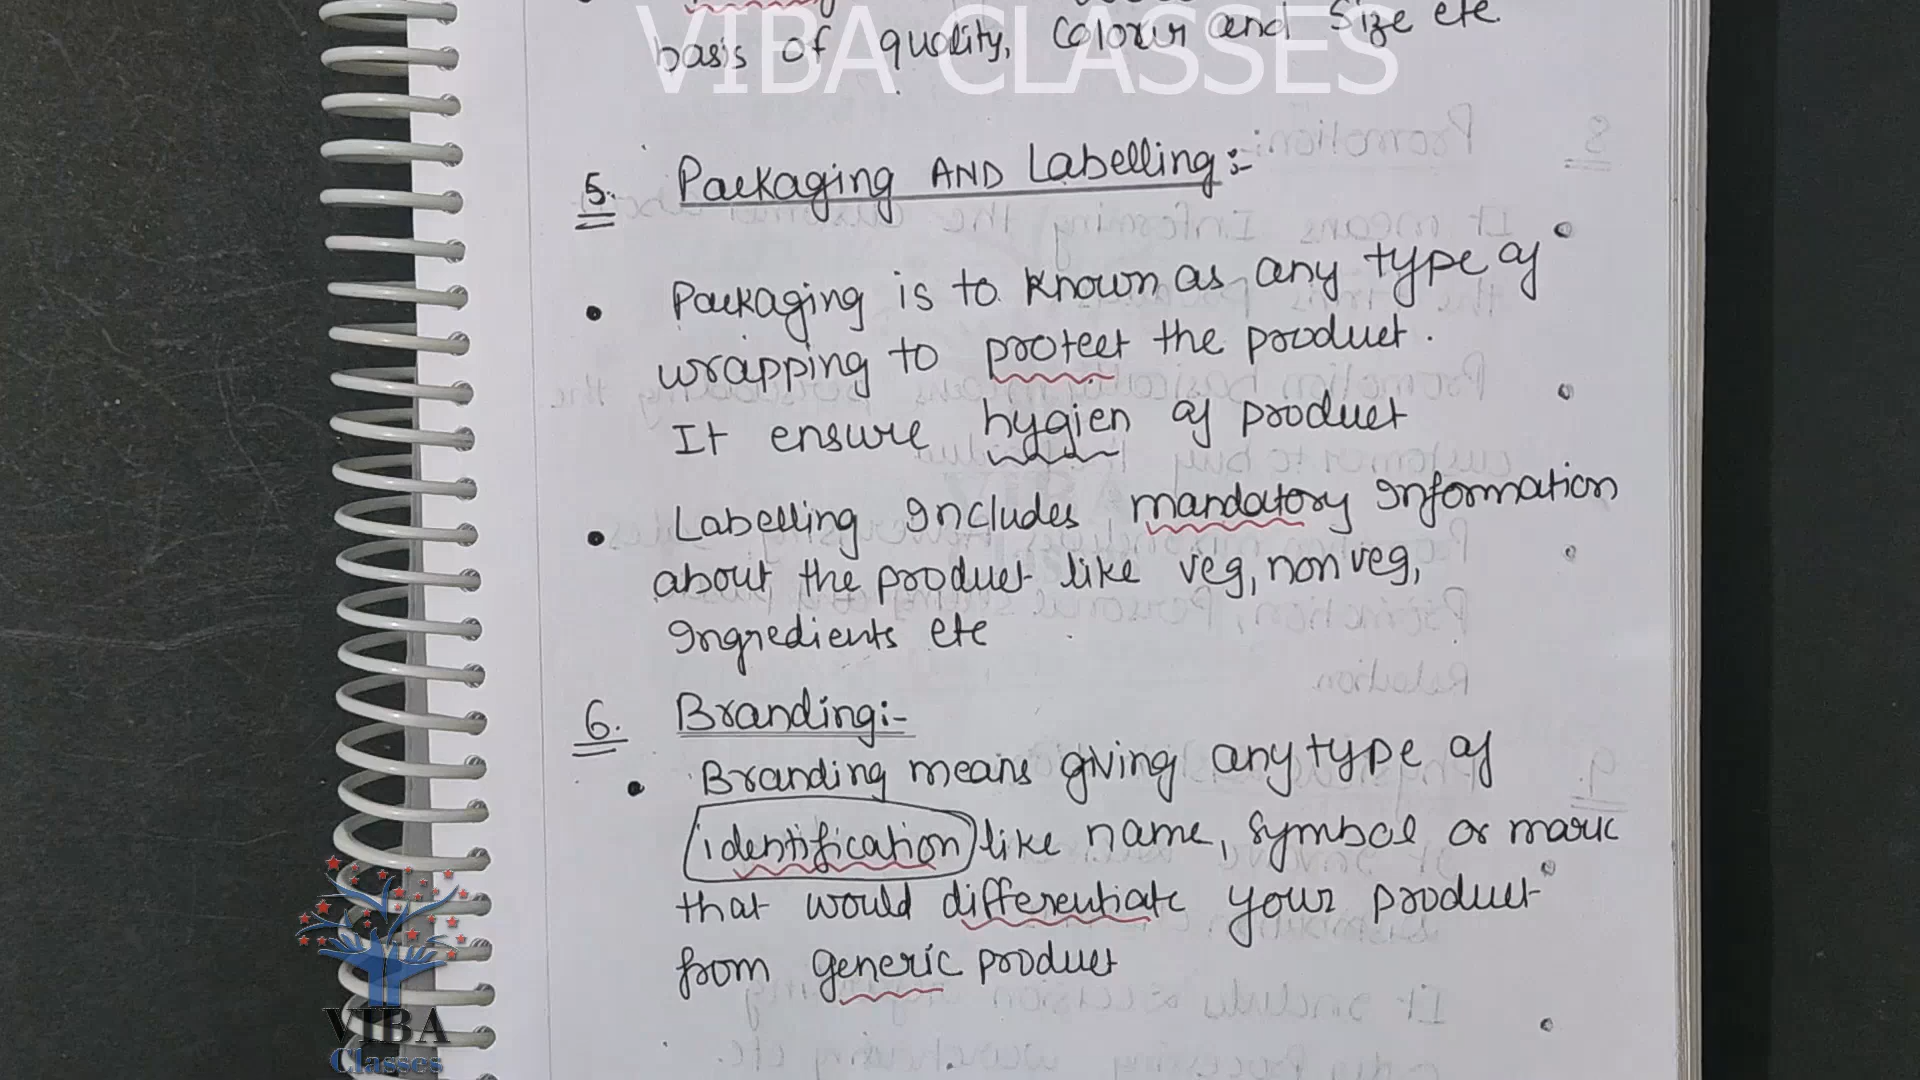 basis of quality, colour and size etc.
VIBA CLASSES
5. Packaging AND Labelling:-
• Packaging is to known as any type of
wrapping to protect the product.
It ensure hygien of product
• Labelling Includes mandatory Information
about the product like veg, non veg,
Ingredients etc
6. Branding:-
• Branding means giving any type of
identification like name, symbol or mark
that would differentiate your product
from generic product
VIBA
Classes